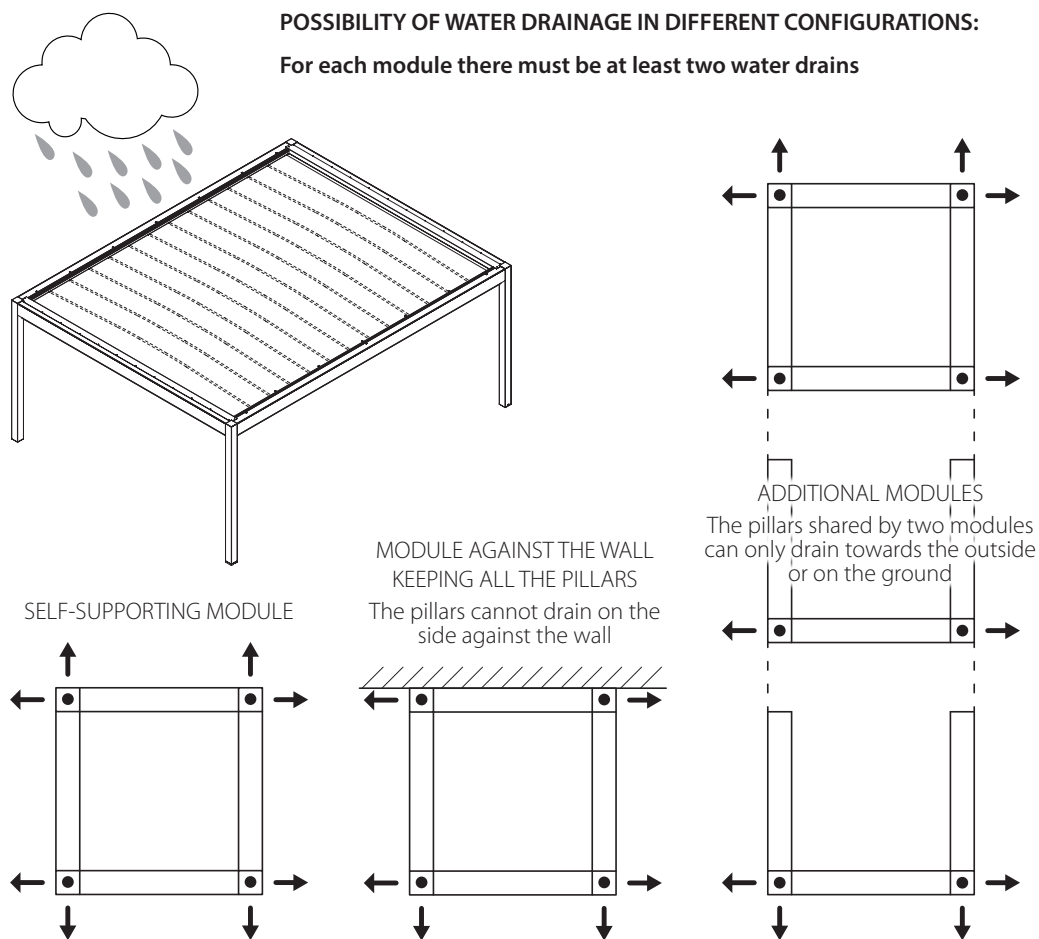 POSSIBILITY OF WATER DRAINAGE IN DIFFERENT CONFIGURATIONS:
For each module there must be at least two water drains
ADDITIONAL MODULES
The pillars shared by two modules
can only drain towards the outside
or on the ground
MODULE AGAINST THE WALL
KEEPING ALL THE PILLARS
The pillars cannot drain on the
side against the wall
SELF-SUPPORTING MODULE